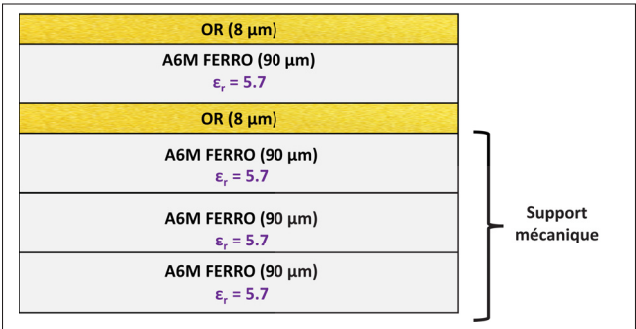 OR (8 µm)
A6M FERRO (90 µm)
εr = 5.7
OR (8 µm)
A6M FERRO (90 µm)
εr = 5.7
A6M FERRO (90 µm)
εr = 5.7
A6M FERRO (90 µm)
εr = 5.7
Support
mécanique